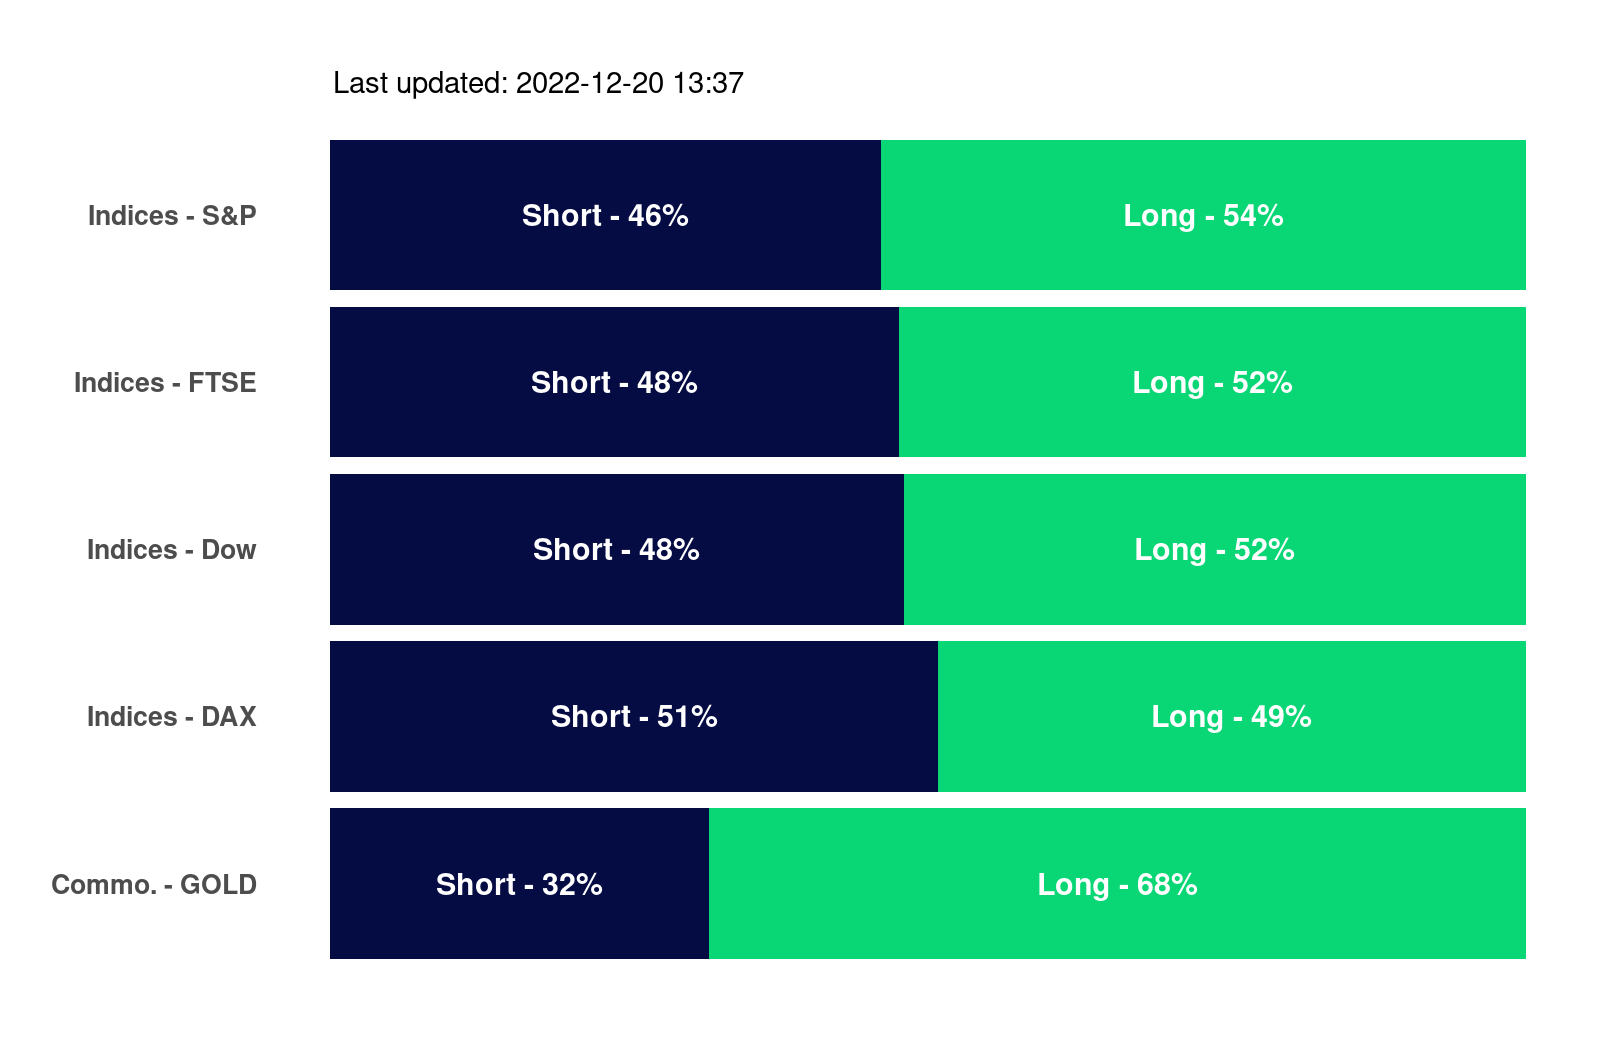 Last updated: 2022-12-20 13:37
Indices - S&P Short - 46% Long - 54%
Indices - FTSE Short - 48% Long - 52%
Indices - Dow Short - 48% Long - 52%
Indices - DAX Short - 51% Long - 49%
Commo. - GOLD Short - 32% Long - 68%